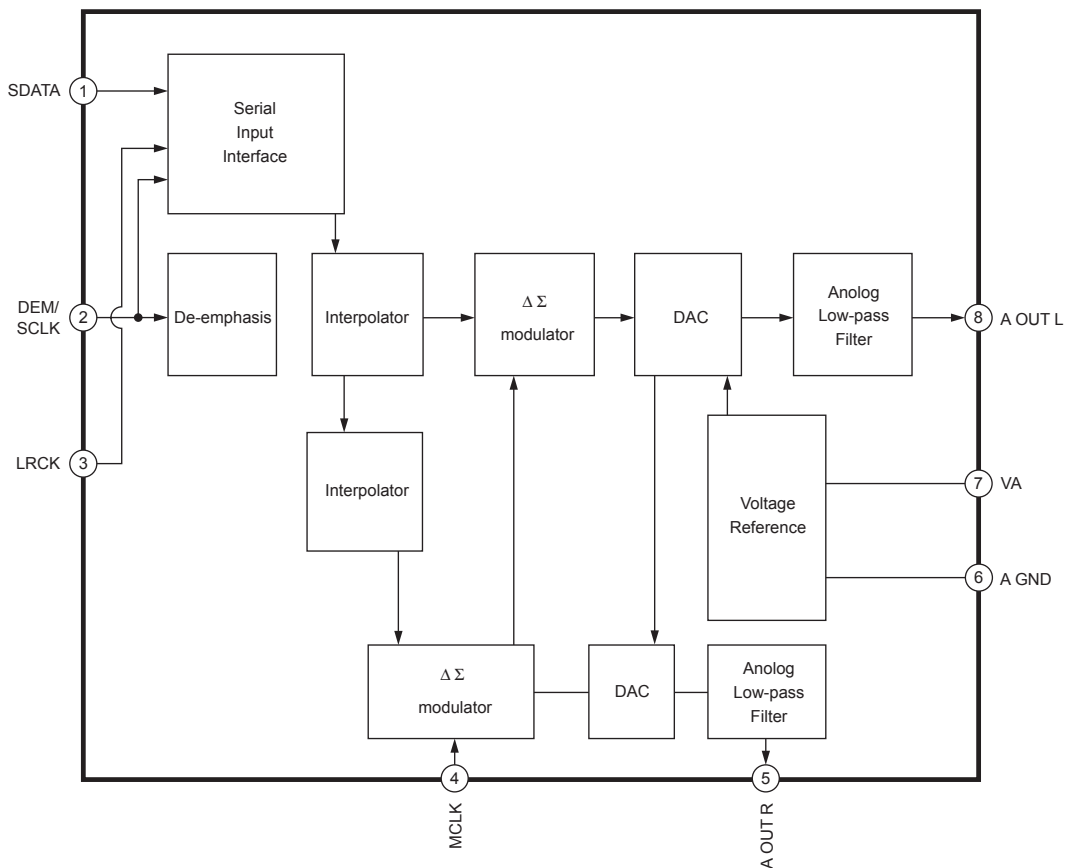 SDATA
1
Serial
Input
Interface
DEM/
SCLK
2
De-emphasis
Interpolator
Δ Σ
modulator
DAC
Anolog
Low-pass
Filter
8
A OUT L
LRCK
3
Interpolator
Voltage
Reference
7
VA
6
A GND
Δ Σ
modulator
DAC
Anolog
Low-pass
Filter
4
MCLK
5
A OUT R